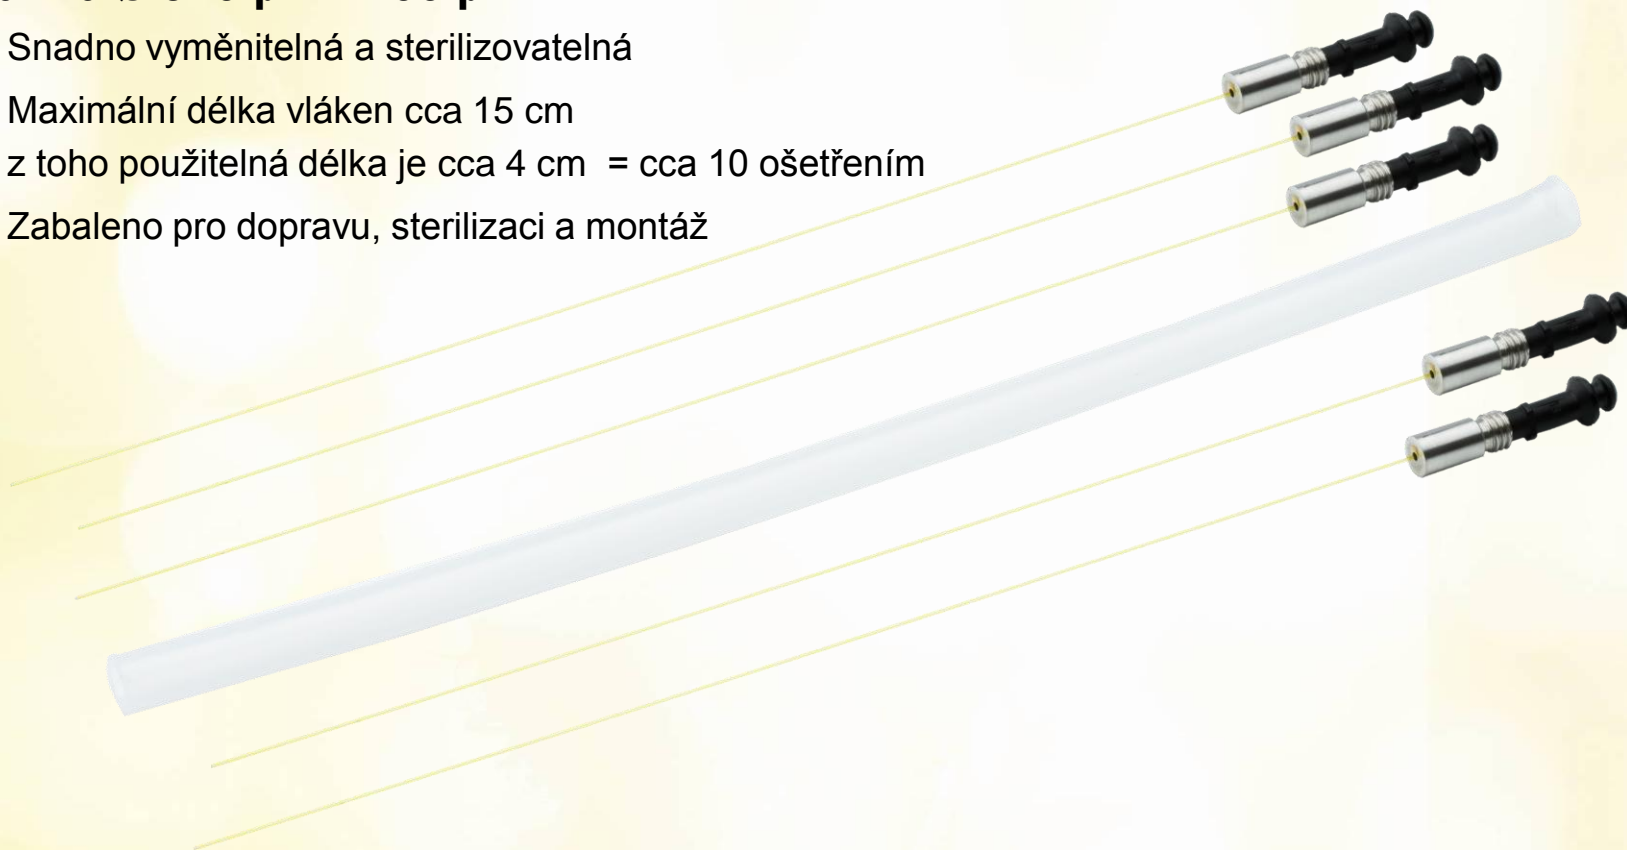 Snadno vyměnitelná a sterilizovatelná
Maximální délka vláken cca 15 cm
z toho použitelná délka je cca 4 cm = cca 10 ošetřením
Zabaleno pro dopravu, sterilizaci a montáž